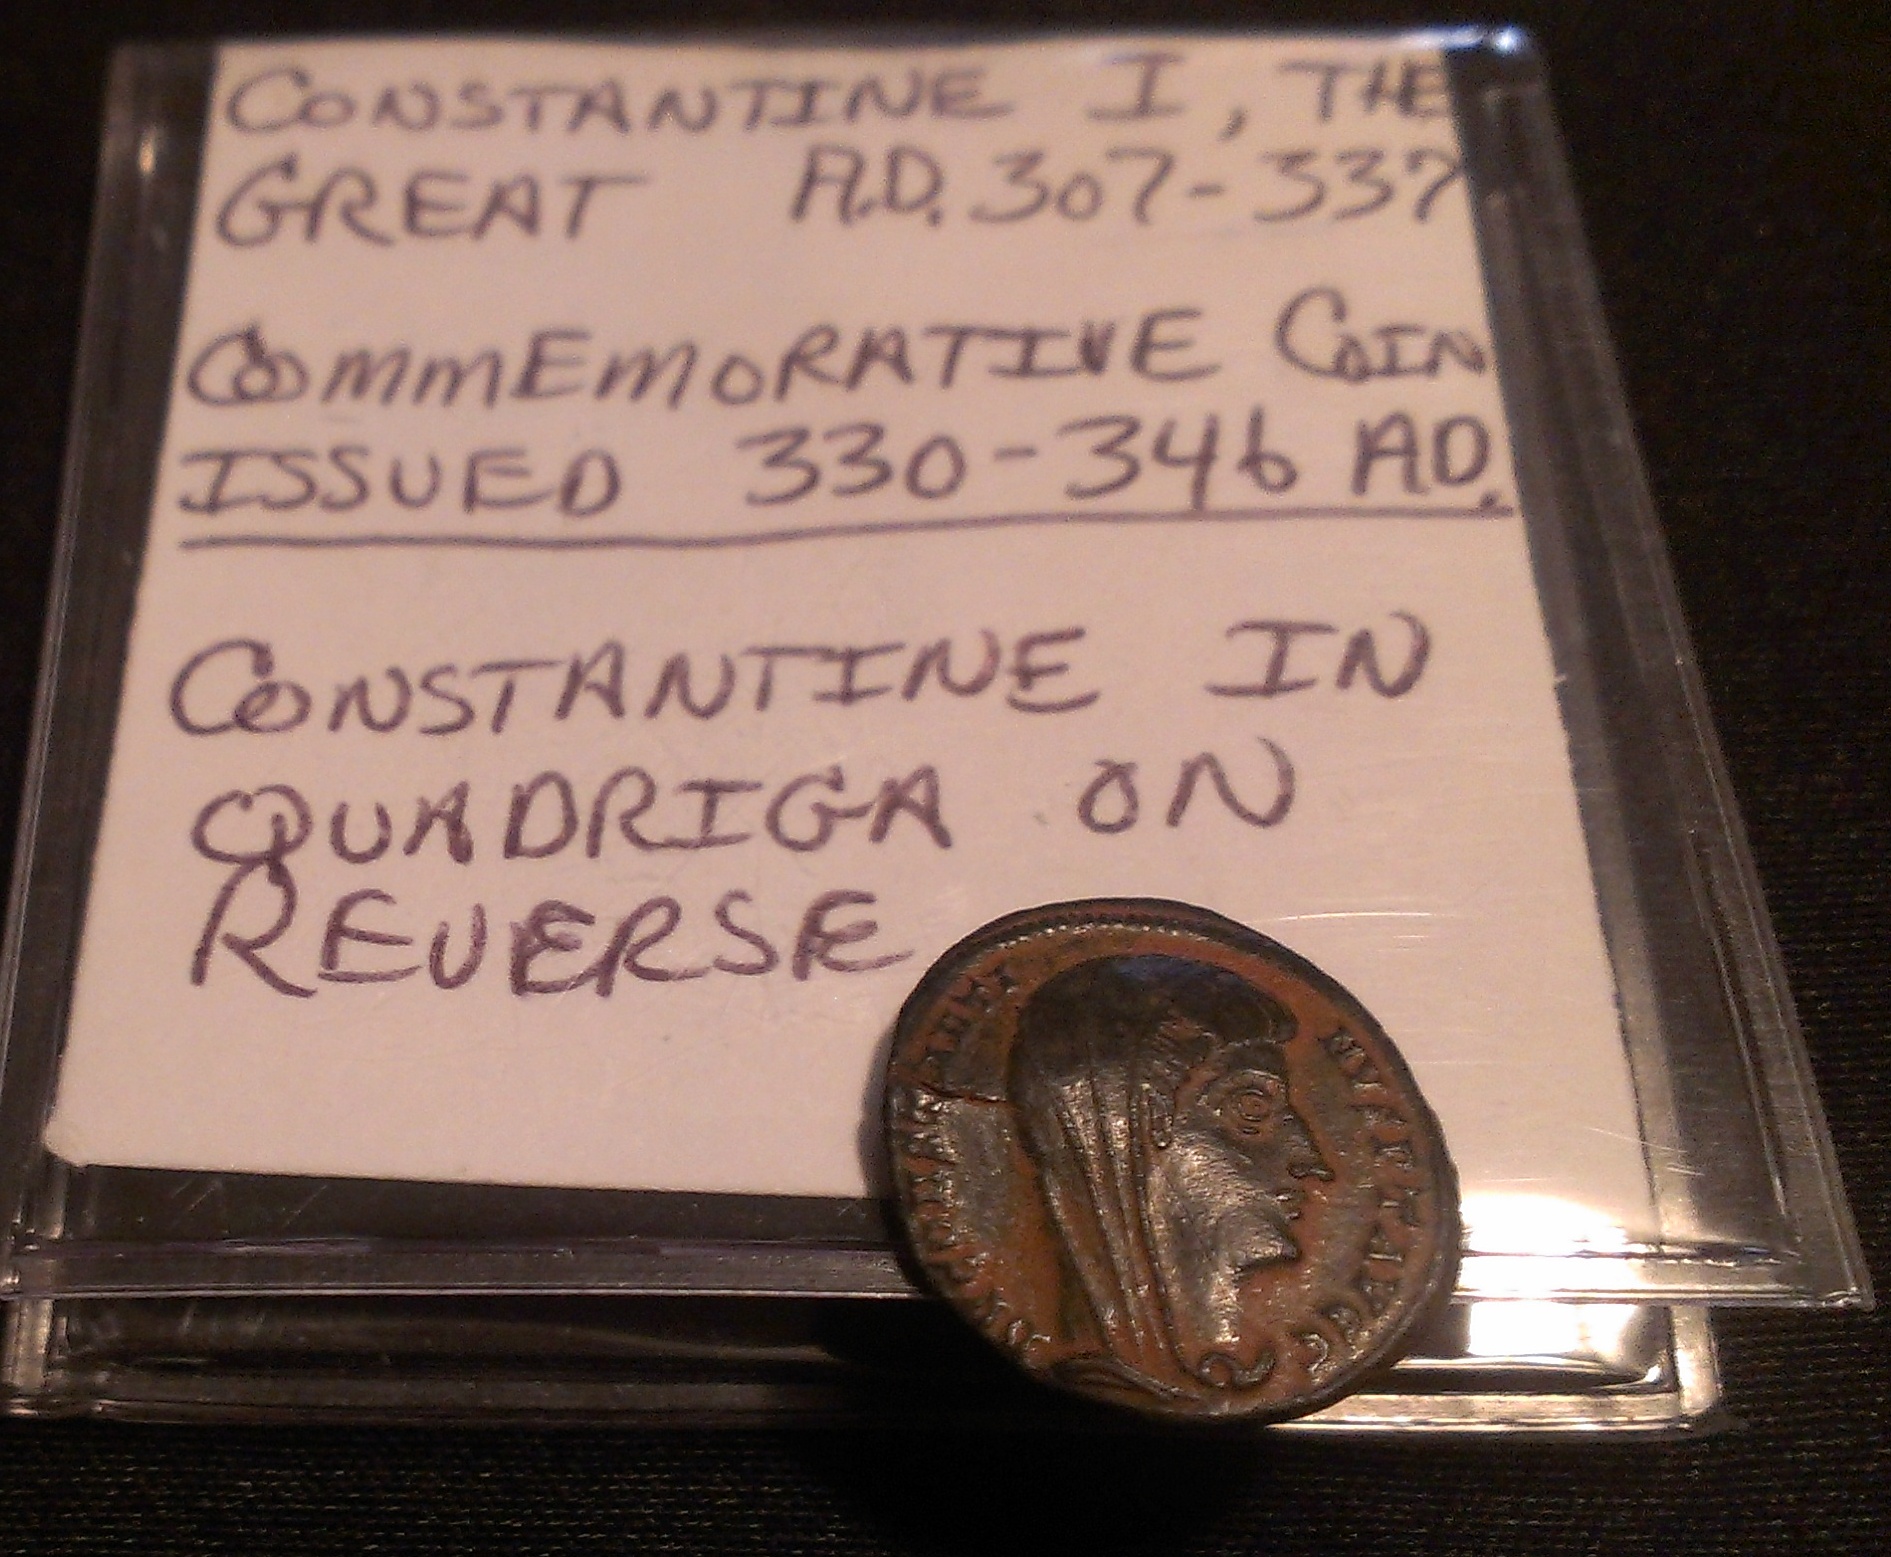 CONSTANTINE I, THE
GREAT A.D. 307-337
COMMEMORATIVE COIN
ISSUED 330-346 AD.
CONSTANTINE IN
QUADRIGA ON
REVERSE